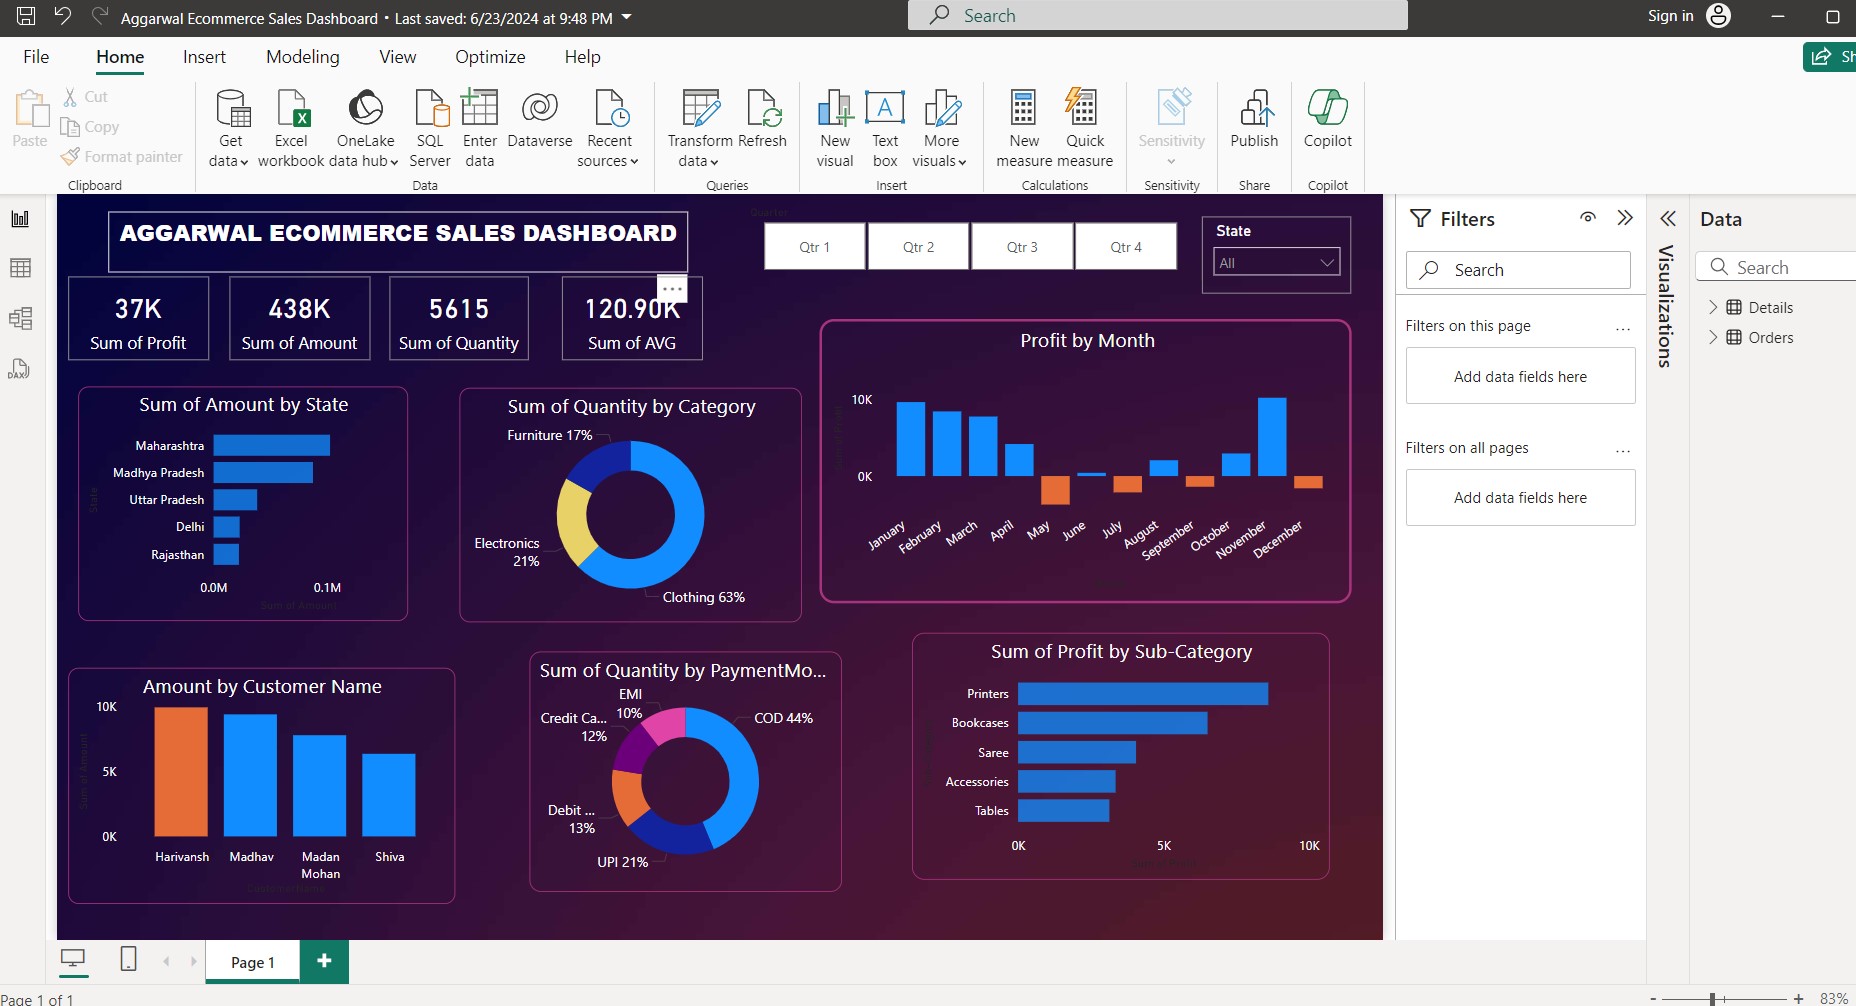 Aggarwal Ecommerce Sales Dashboard • Last saved: 6/23/2024 at 9:48 PM
Search
Sign in
File
Home
Insert
Modeling
View
Optimize
Help
Paste
Cut
Copy
Format painter
Clipboard
Get data
Excel workbook
OneLake data hub
SQL Server
Enter data
Dataverse
Recent sources
Data
Transform data
Refresh
Queries
New visual
Text box
More visuals
Insert
New measure
Quick measure
Calculations
Sensitivity
Sensitivity
Publish
Share
Copilot
Copilot
AGGARWAL ECOMMERCE SALES DASHBOARD
Quarter
Qtr 1
Qtr 2
Qtr 3
Qtr 4
State
All
37K
Sum of Profit
438K
Sum of Amount
5615
Sum of Quantity
120.90K
Sum of AVG
...
Sum of Amount by State
State
Maharashtra
Madhya Pradesh
Uttar Pradesh
Delhi
Rajasthan
0.0M
0.1M
Sum of Amount
Sum of Quantity by Category
Furniture 17%
Electronics
21%
Clothing 63%
Profit by Month
10K
0K
January
February
March
April
May
June
July
August
September
October
November
December
Amount by Customer Name
Sum of Amount
10K
5K
0K
Harivansh
Madhav
Madan
Mohan
Shiva
Customer Name
Sum of Quantity by PaymentMo...
EMI
10%
Credit Ca...
12%
Debit ...
13%
UPI 21%
COD 44%
Sum of Profit by Sub-Category
Printers
Bookcases
Saree
Accessories
Tables
0K
5K
10K
Filters
Search
Filters on this page
...
Add data fields here
Filters on all pages
...
Add data fields here
Visualizations
Data
Search
Details
Orders
DAX
Page 1
+
Page 1 of 1
-
+
83%